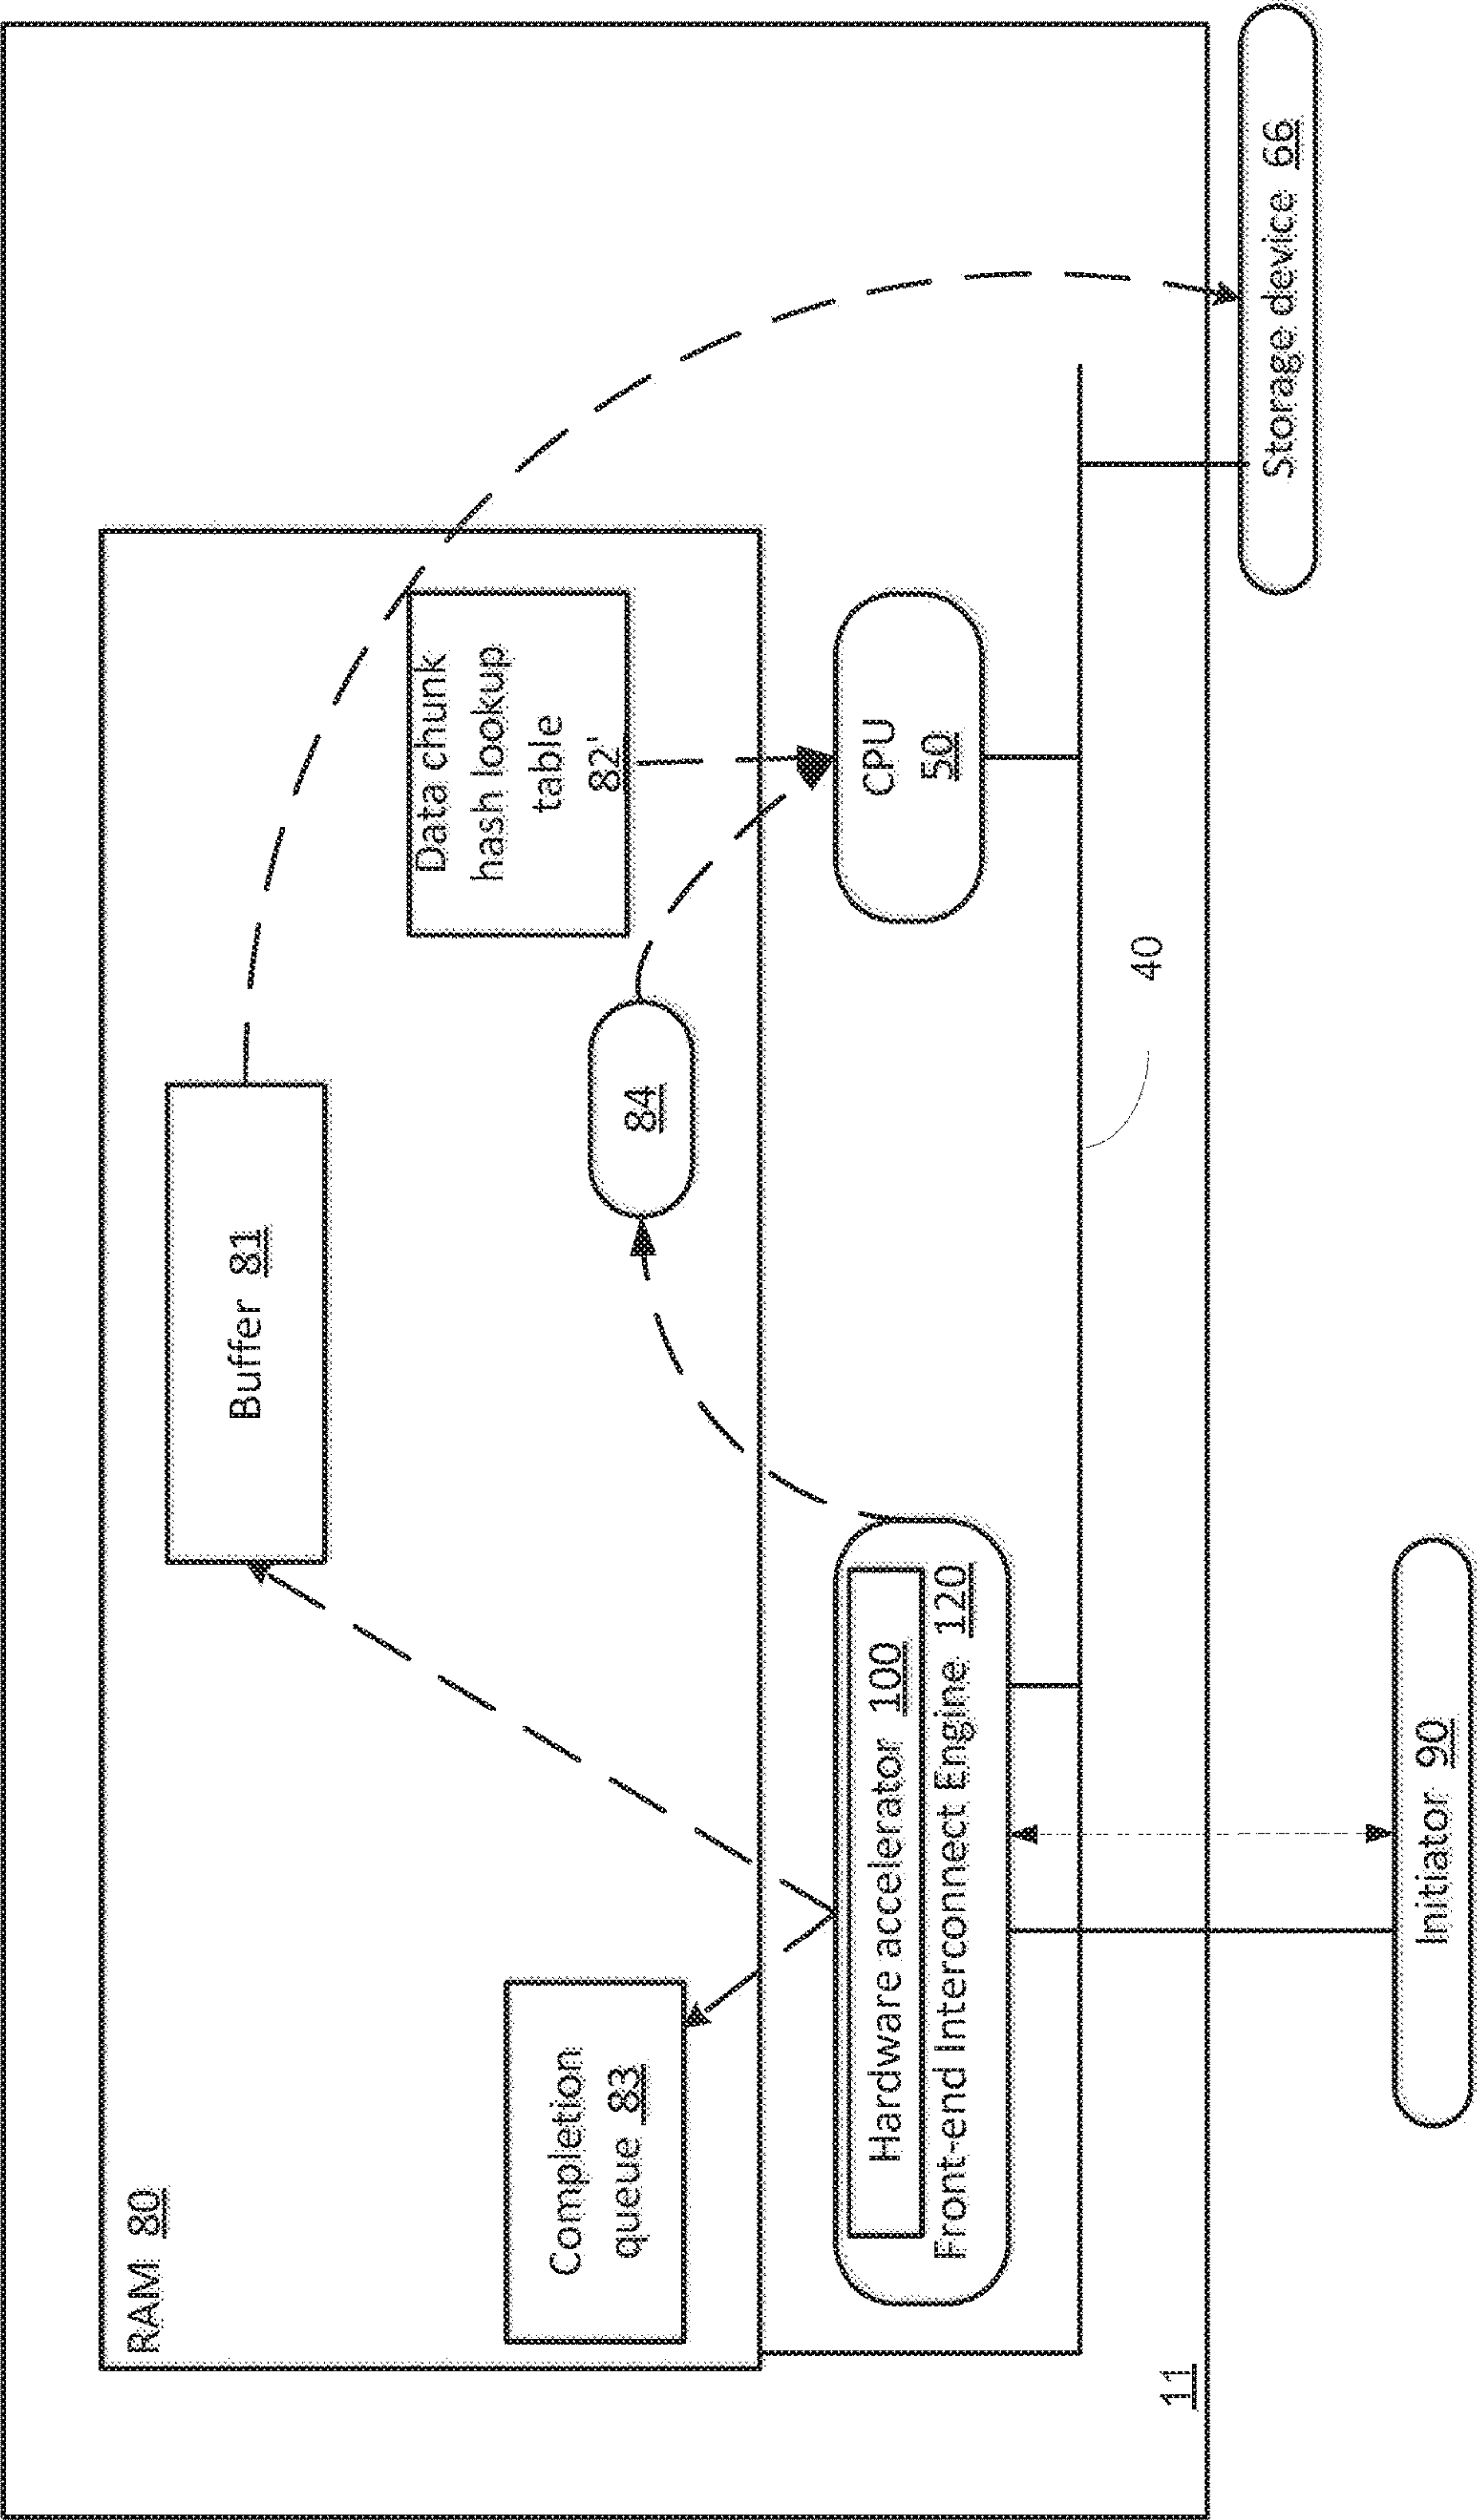 RAM 80
Buffer 81
Data chunk
hash lookup
table
82'
Completion
queue 83
84
Hardware accelerator 100
Front-end Interconnect Engine 120
CPU
50
40
11
Initiator 90
Storage device 66